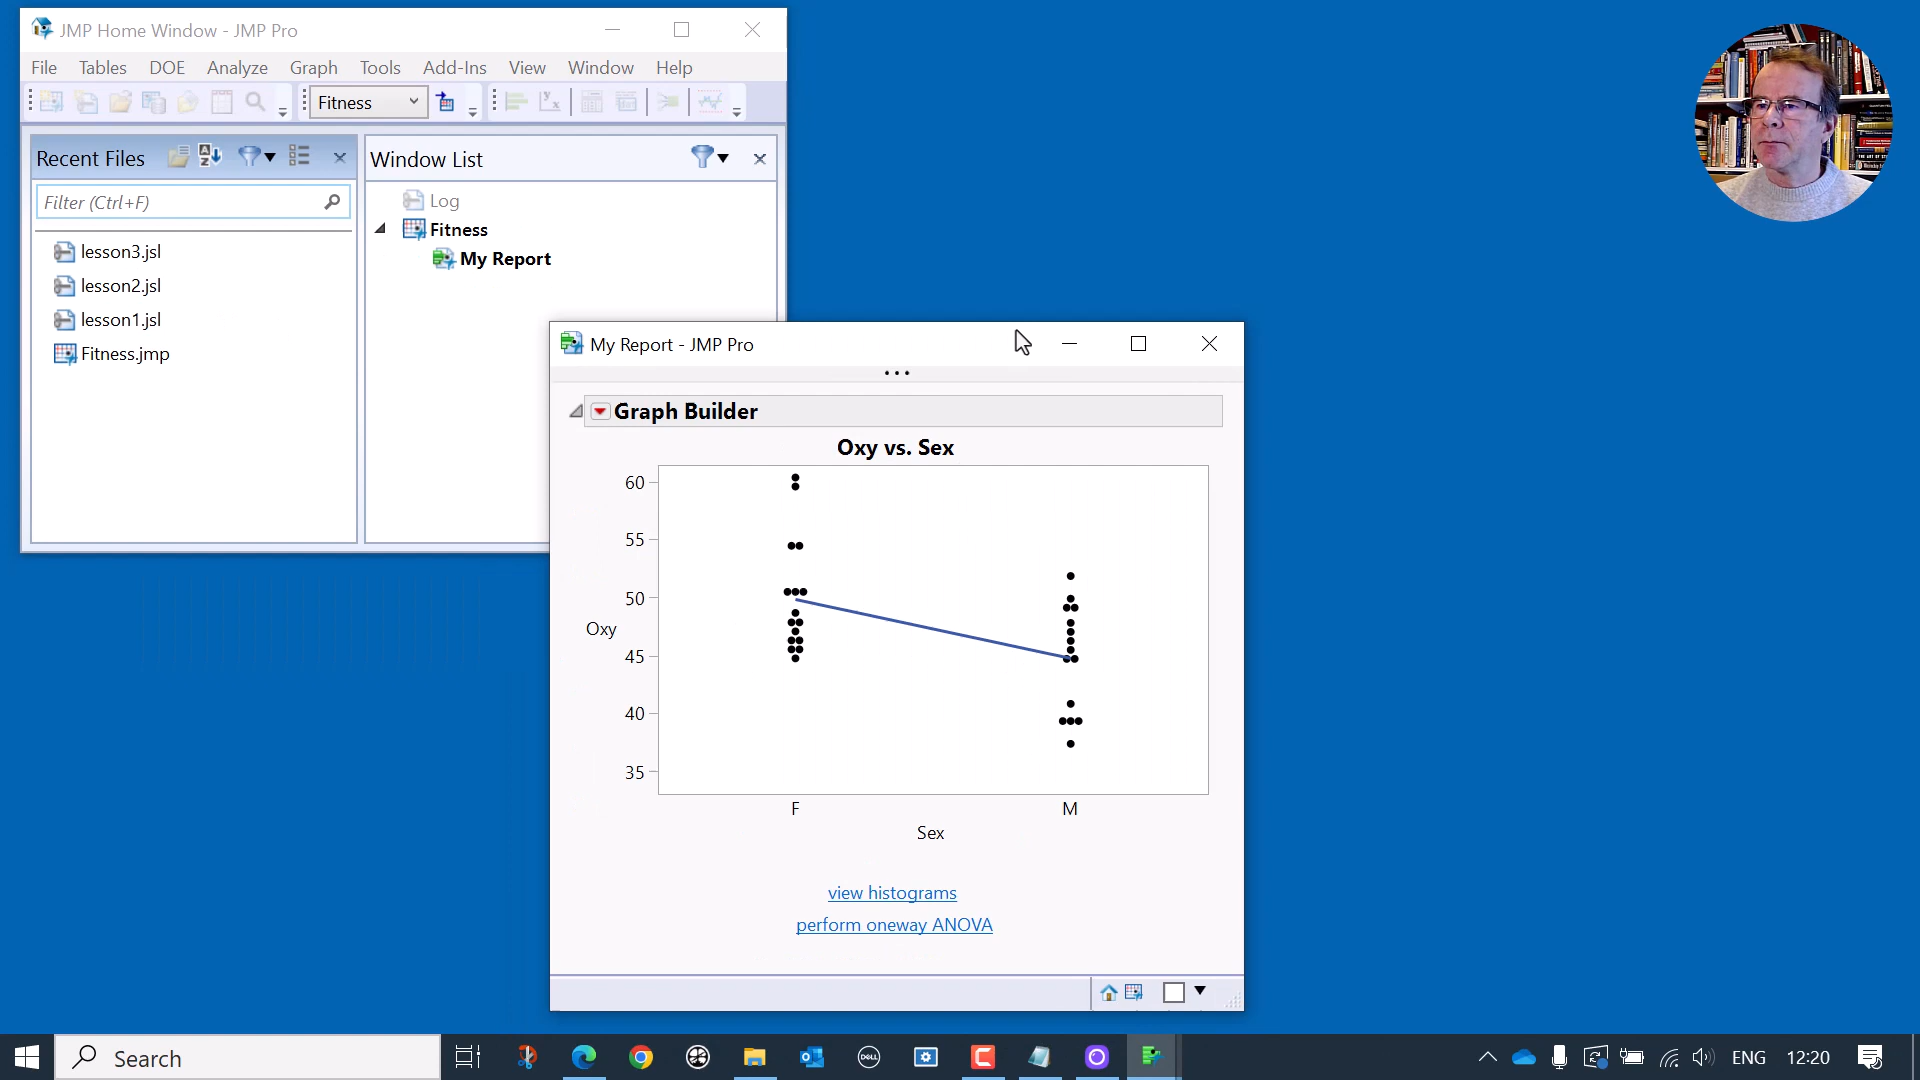 JMP Home Window - JMP Pro
File Tables DOE Analyze Graph Tools Add-Ins View Window Help
Fitness
Recent Files
Filter (Ctrl+F)
lesson3.jsl
lesson2.jsl
lesson1.jsl
Fitness.jmp
Window List
Log
Fitness
My Report
My Report - JMP Pro
Graph Builder
Oxy vs. Sex
60
55
50
Oxy
45
40
35
F M
Sex
view histograms
perform oneway ANOVA
Search
DELL
ENG 12:20